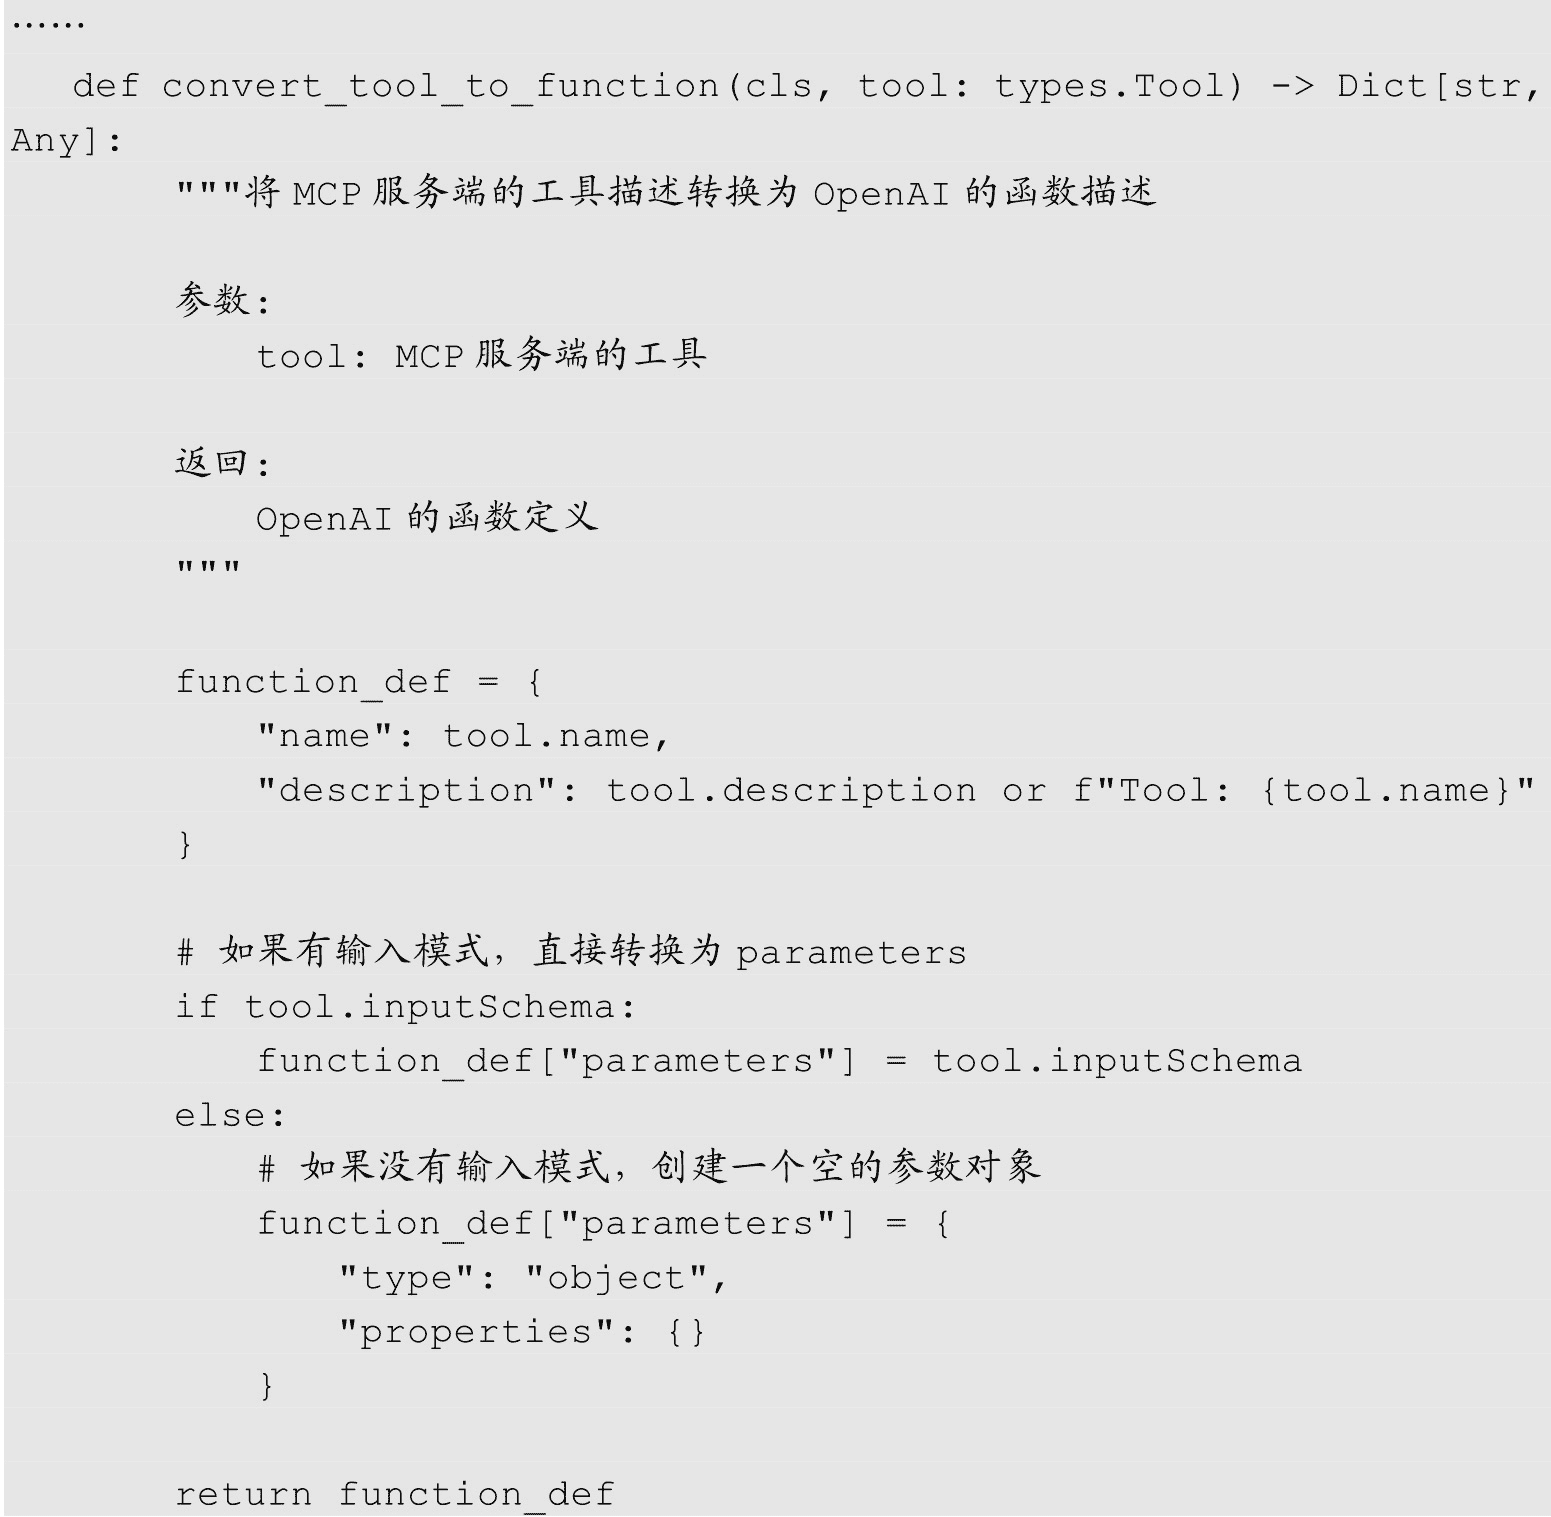 ……
   def convert_tool_to_function(cls, tool: types.Tool) -> Dict[str,
Any]:
        """将 MCP 服务端的工具描述转换为 OpenAI 的函数描述
        参数:
            tool: MCP 服务端的工具
        返回:
            OpenAI 的函数定义
        """
        function_def = {
            "name": tool.name,
            "description": tool.description or f"Tool: {tool.name}"
        }
        # 如果有输入模式，直接转换为 parameters
        if tool.inputSchema:
            function_def["parameters"] = tool.inputSchema
        else:
            # 如果没有输入模式，创建一个空的参数对象
            function_def["parameters"] = {
                "type": "object",
                "properties": {}
            }
        return function_def